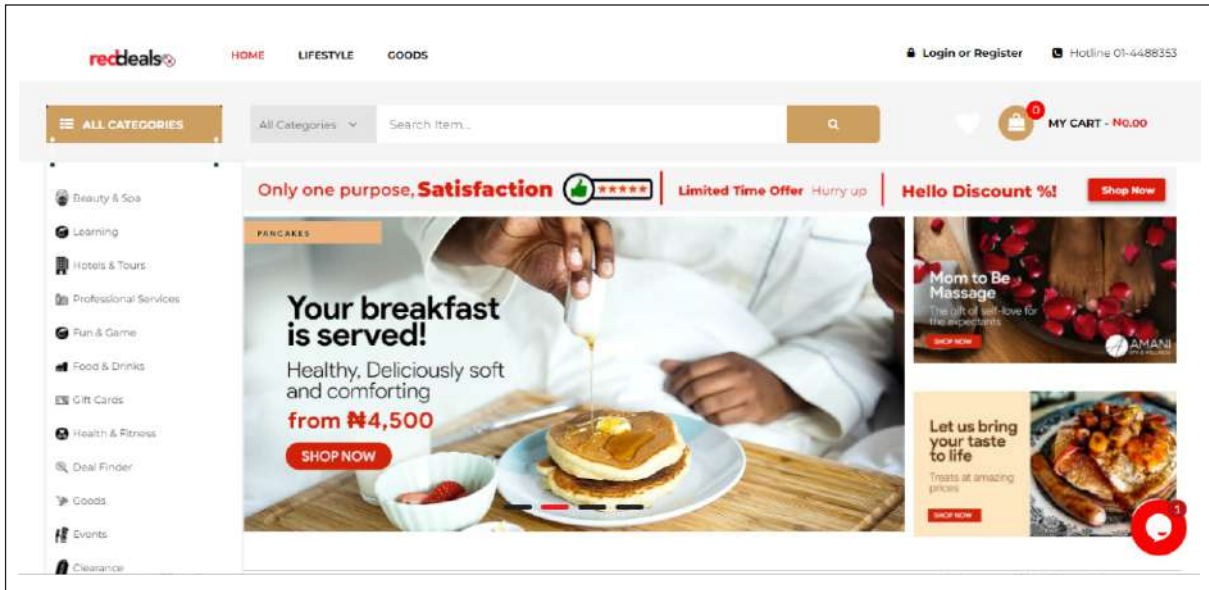 reddeals
HOME LIFESTYLE GOODS
Login or Register Hotline 01-4488353
ALL CATEGORIES
All Categories Search Item...
0
MY CART - ₦0.00
Beauty & Spa
Learning
Hotels & Tours
Professional Services
Fun & Game
Food & Drinks
Gift Cards
Health & Fitness
Deal Finder
Goods
Events
Clearance
Only one purpose, Satisfaction Limited Time Offer Hurry up Hello Discount %! Shop Now
PANCAKES
Your breakfast
is served!
Healthy, Deliciously soft
and comforting
from ₦4,500
SHOP NOW
Mom to Be
Massage
The gift of self-love for
the expectants
SHOP NOW
AMANI
SPA & WELLNESS
Let us bring
your taste
to life
Treats at amazing
prices
SHOP NOW
1